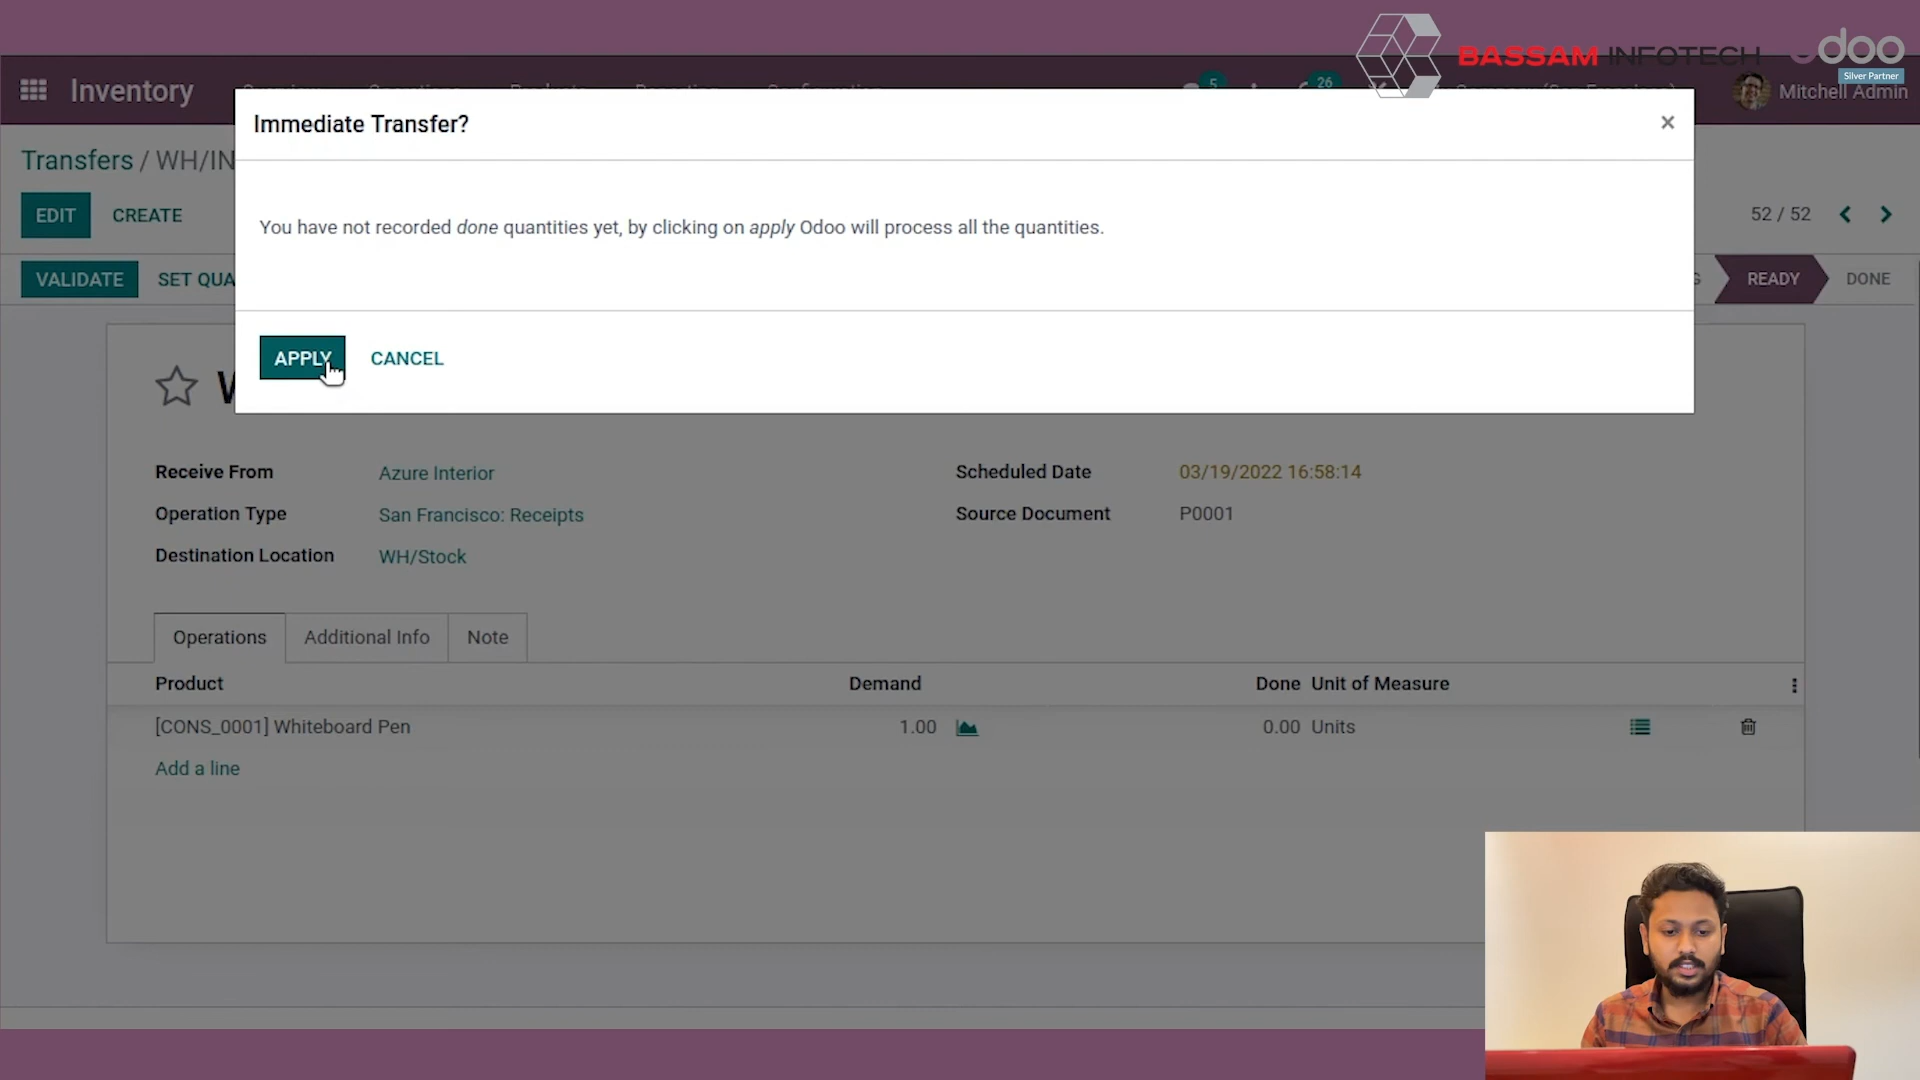 BASSAM INFOTECH
odoo
Silver Partner
Inventory
5
26
Mitchell Admin
Immediate Transfer?
×
Transfers / WH/IN
EDIT CREATE
52 / 52
You have not recorded done quantities yet, by clicking on apply Odoo will process all the quantities.
VALIDATE SET QUA
READY DONE
APPLY CANCEL
Receive From Azure Interior
Scheduled Date 03/19/2022 16:58:14
Operation Type San Francisco: Receipts
Source Document P0001
Destination Location WH/Stock
Operations Additional Info Note
Product Demand Done Unit of Measure
[CONS_0001] Whiteboard Pen 1.00 0.00 Units
Add a line